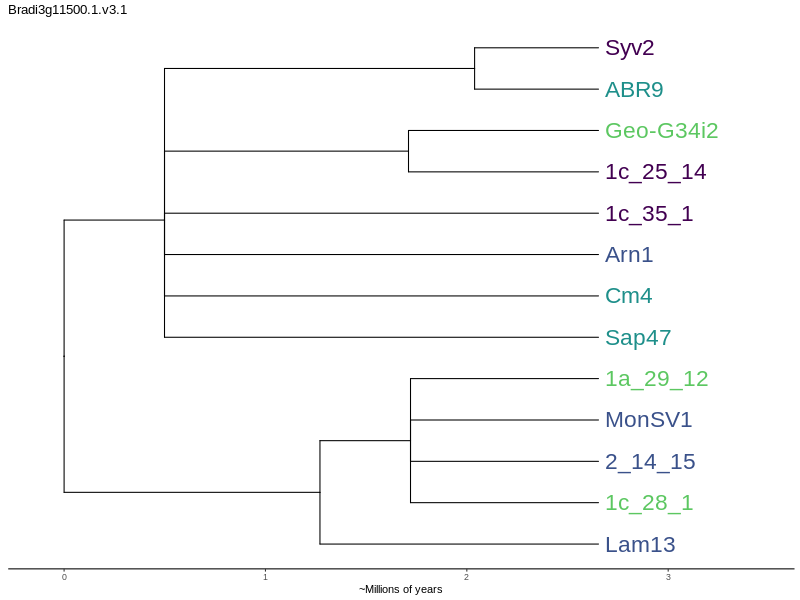 Bradi3g11500.1.v3.1
Syv2
ABR9
Geo-G34i2
1c_25_14
1c_35_1
Arn1
Cm4
Sap47
1a_29_12
MonSV1
2_14_15
1c_28_1
Lam13
0 1 2 3
~Millions of years